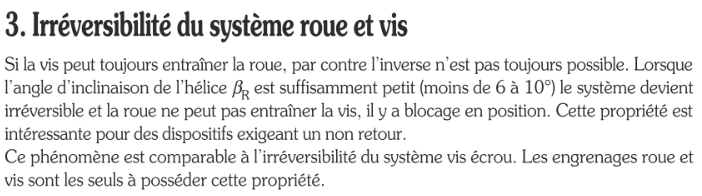 3. Irréversibilité du système roue et vis
Si la vis peut toujours entraîner la roue, par contre l'inverse n'est pas toujours possible. Lorsque
l'angle d'inclinaison de l'hélice β_R est suffisamment petit (moins de 6 à 10°) le système devient
irréversible et la roue ne peut pas entraîner la vis, il y a blocage en position. Cette propriété est
intéressante pour des dispositifs exigeant un non retour.
Ce phénomène est comparable à l'irréversibilité du système vis écrou. Les engrenages roue et
vis sont les seuls à posséder cette propriété.